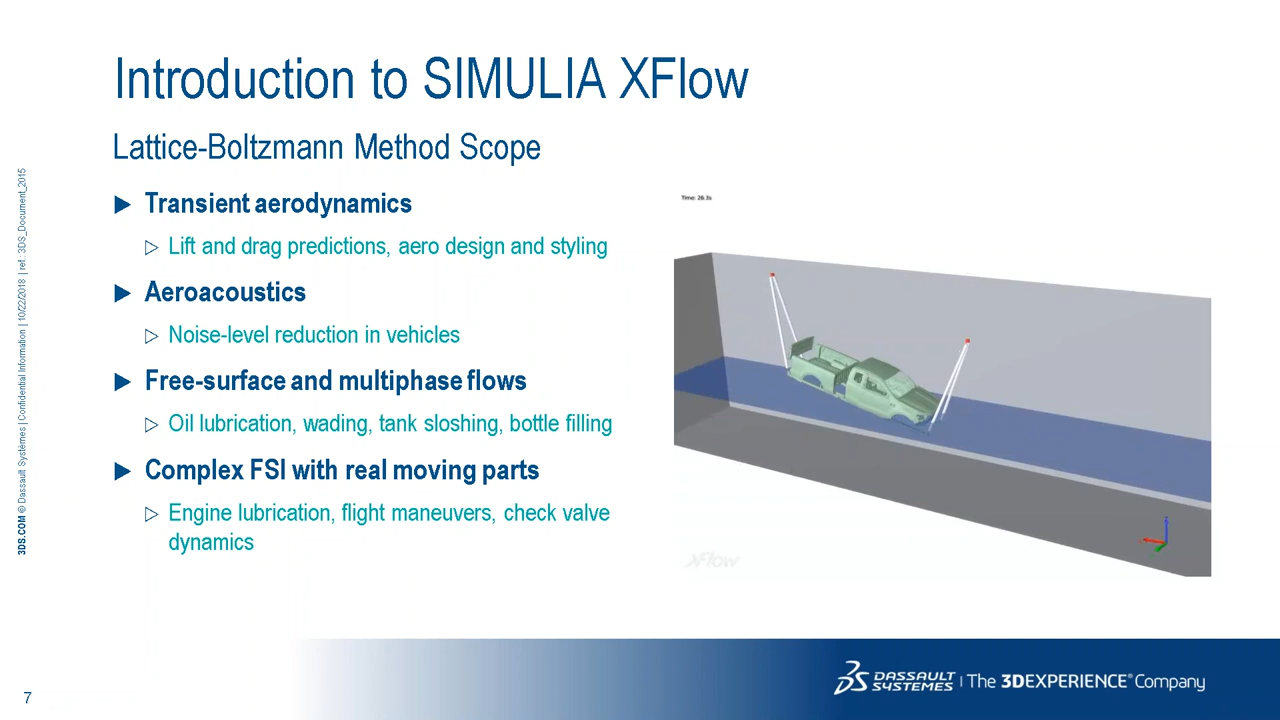 Introduction to SIMULIA XFlow
Lattice-Boltzmann Method Scope
Transient aerodynamics
Lift and drag predictions, aero design and styling
Aeroacoustics
Noise-level reduction in vehicles
Free-surface and multiphase flows
Oil lubrication, wading, tank sloshing, bottle filling
Complex FSI with real moving parts
Engine lubrication, flight maneuvers, check valve
dynamics
Time: 26.3s
XFlow
3DS.COM © Dassault Systèmes | Confidential Information | 10/22/2018 | ref.: 3DS_Document_2015
7
DASSAULT
SYSTEMES | The 3DEXPERIENCE® Company